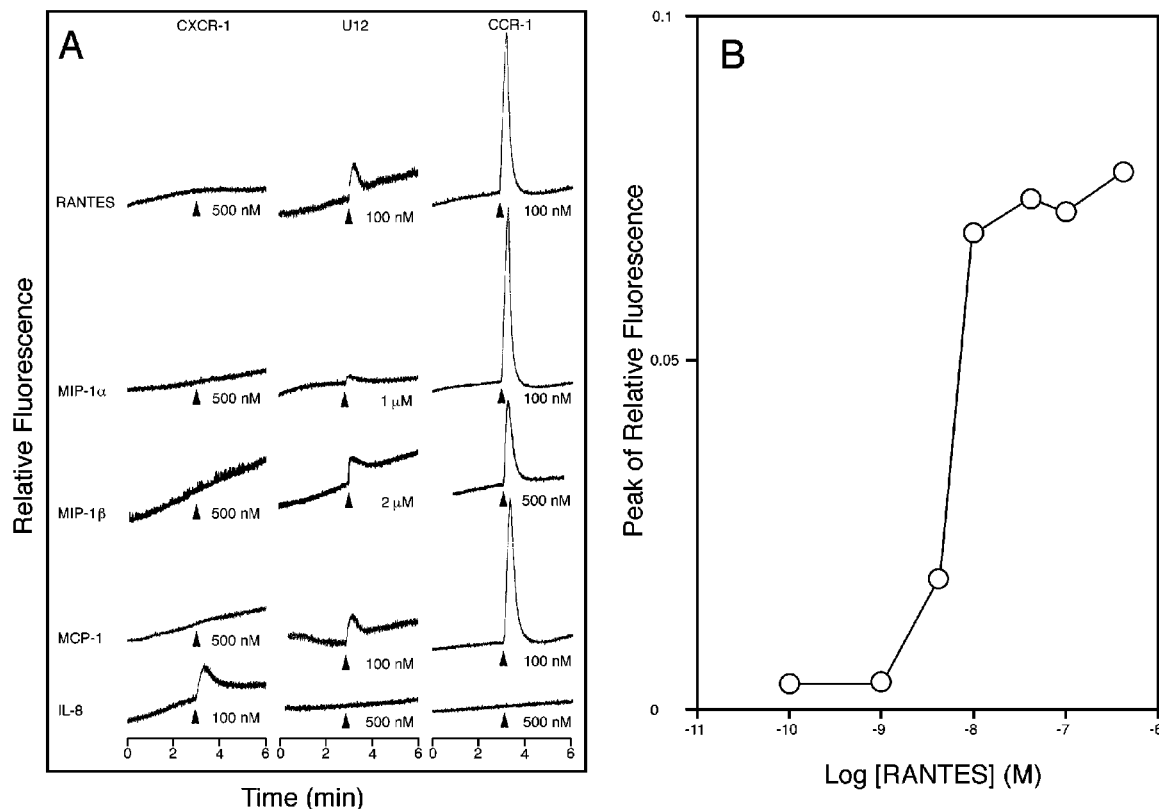 A
CXCR-1
U12
CCR-1
RANTES
500 nM
100 nM
100 nM
MIP-1α
500 nM
1 μM
100 nM
MIP-1β
500 nM
2 μM
500 nM
MCP-1
500 nM
100 nM
100 nM
IL-8
100 nM
500 nM
500 nM
0 2 4 6 0 2 4 6 0 2 4 6
Time (min)
Relative Fluorescence
B
0.1
0.05
0
-11 -10 -9 -8 -7 -6
Log [RANTES] (M)
Peak of Relative Fluorescence